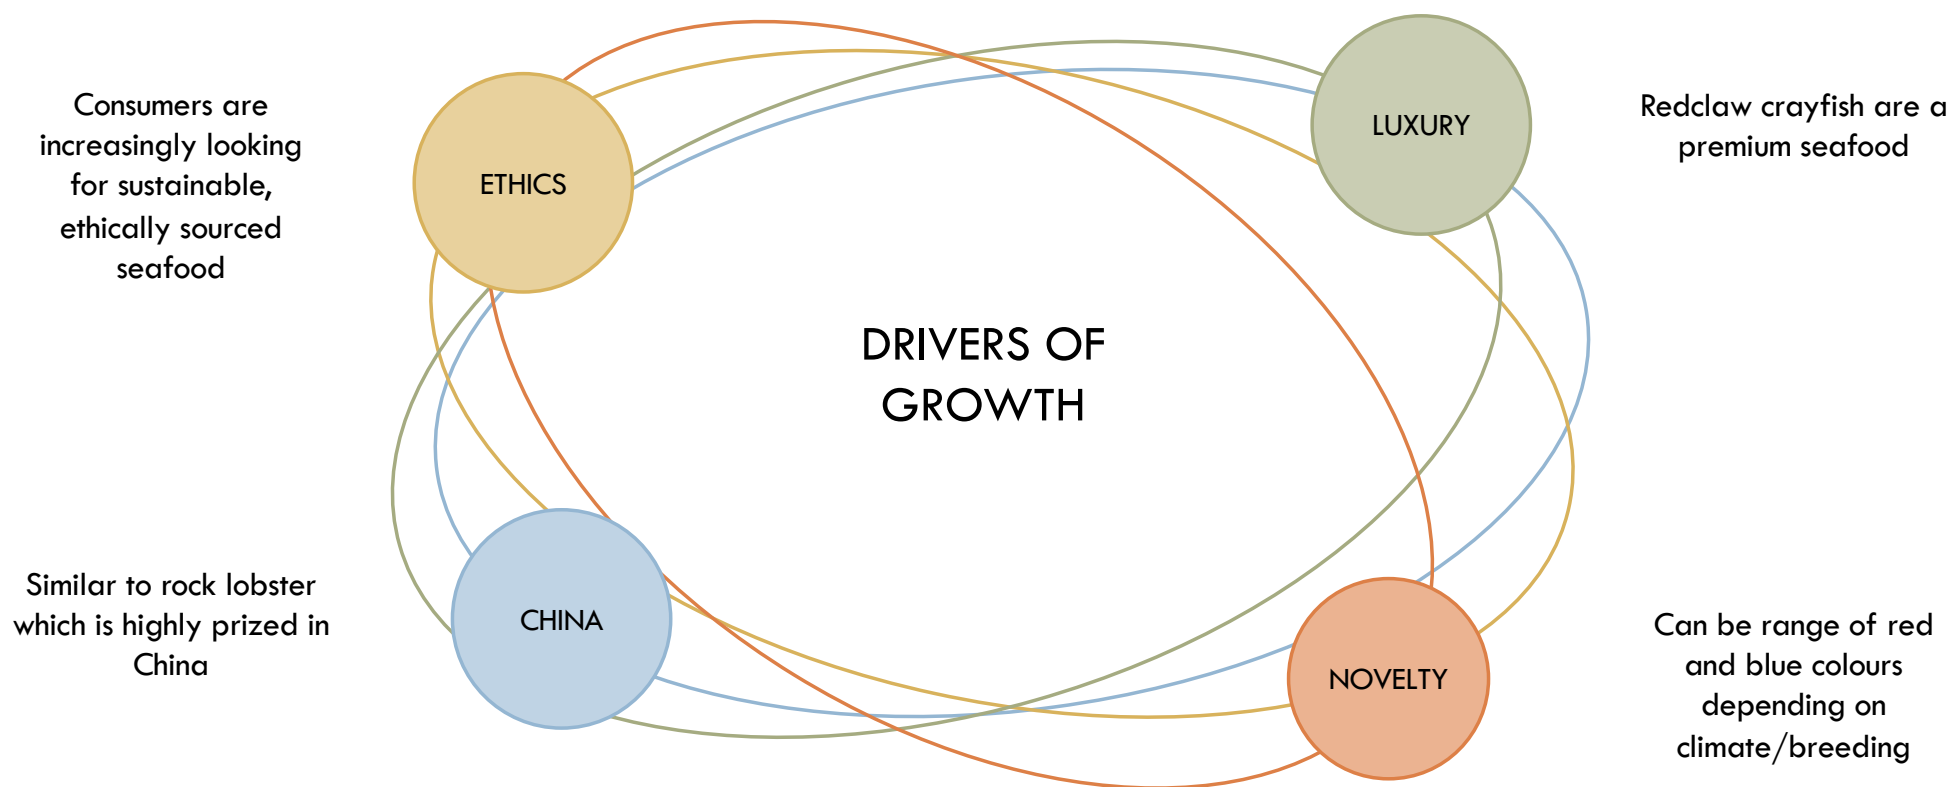 Consumers are
increasingly looking
for sustainable,
ethically sourced
seafood
ETHICS
LUXURY
Redclaw crayfish are a
premium seafood
DRIVERS OF
GROWTH
Similar to rock lobster
which is highly prized in
China
CHINA
NOVELTY
Can be range of red
and blue colours
depending on
climate/breeding